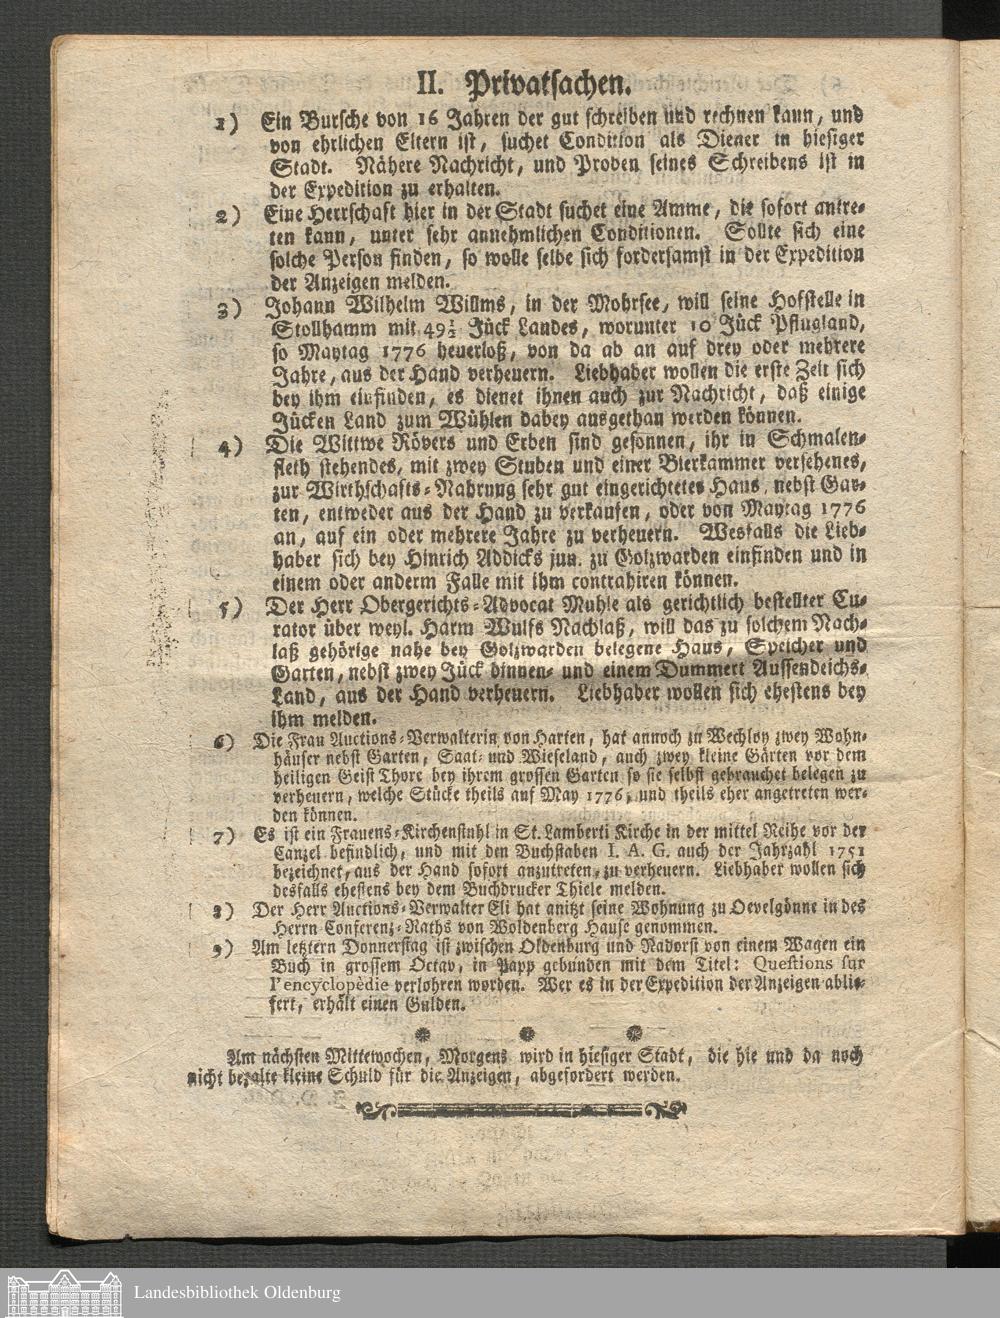 II. Privatsachen.
1) Ein Bursche von 16 Jahren der gut schreiben und rechnen kann, und
von ehrlichen Eltern ist, suchet Condition als Diener in hiesiger
Stadt. Nähere Nachricht, und Proben seines Schreibens ist in
der Expedition zu erhalten.
2) Eine Herrschaft hier in der Stadt suchet eine Amme, die sofort antre-
ten kann, unter sehr annehmlichen Conditionen. Sollte sich eine
solche Person finden, so wolle selbe sich fordersamst in der Expedition
der Anzeigen melden.
3) Johann Wilhelm Willms, in der Mohrsee, will seine Hofstelle in
Stollhamm mit 49½ Jück Landes, worunter 10 Jück Pflugland,
so Maytag 1776 heuerloß, von da ab an auf drey oder mehrere
Jahre, aus der Hand verheuern. Liebhaber wollen die erste Zeit sich
bey ihm einfinden, es dienet ihnen auch zur Nachricht, daß einige
Jücken Land zum Wühlen dabey ausgethan werden können.
4) Die Wittwe Rövers und Erben sind gesonnen, ihr in Schmalen-
fleth stehendes, mit zwey Stuben und einer Bierkammer versehenes,
zur Wirthschafts-Nahrung sehr gut eingerichtetes Haus, nebst Gar-
ten, entweder aus der Hand zu verkaufen, oder von Maytag 1776
an, auf ein oder mehrere Jahre zu verheuern. Wesfalls die Lieb-
haber sich bey Hinrich Addicks jun. zu Golzwarden einfinden und in
einem oder anderm Falle mit ihm contrahiren können.
5) Der Herr Obergerichts-Advocat Muhle als gerichtlich bestellter Cu-
rator über weyl. Harm Wulfs Nachlaß, will das zu solchem Nach-
laß gehörige nahe bey Golzwarden belegene Haus, Speicher und
Garten, nebst zwey Jück binnen- und einem Dummert Aussendeichs-
Land, aus der Hand verheuern. Liebhaber wollen sich ehestens bey
ihm melden.
6) Die Frau Auctions-Verwalterin von Harten, hat annoch zu Wechloy zwey Wohn-
häuser nebst Garten, Saat- und Wieseland, auch zwey kleine Gärten vor dem
heiligen Geist Thore bey ihrem grossen Garten so sie selbst gebrauchet belegen zu
verheuern, welche Stücke theils auf May 1776, und theils eher angetreten wer-
den können.
7) Es ist ein Frauens-Kirchenstuhl in St. Lamberti Kirche in der mittel Reihe vor der
Canzel befindlich, und mit den Buchstaben I. A. G. auch der Jahrzahl 1751
bezeichnet, aus der Hand sofort anzutreten, zu verheuern. Liebhaber wollen sich
desfalls ehestens bey dem Buchdrucker Thiele melden.
8) Der Herr Auctions-Verwalter Eli hat anitzt seine Wohnung zu Oevelgönne in des
Herrn Conferenz-Raths von Woldenberg Hause genommen.
9) Am letztern Donnerstag ist zwischen Oldenburg und Nadorst von einem Wagen ein
Buch in grossem Octav, in Papp gebunden mit dem Titel: Questions sur
l'encyclopèdie verlohren worden. Wer es in der Expedition der Anzeigen ablie-
fert, erhält einen Gulden.
Am nächsten Mittewochen, Morgens wird in hiesiger Stadt, die hie und da noch
nicht bezalte kleine Schuld für die Anzeigen, abgefordert werden.
Landesbibliothek Oldenburg